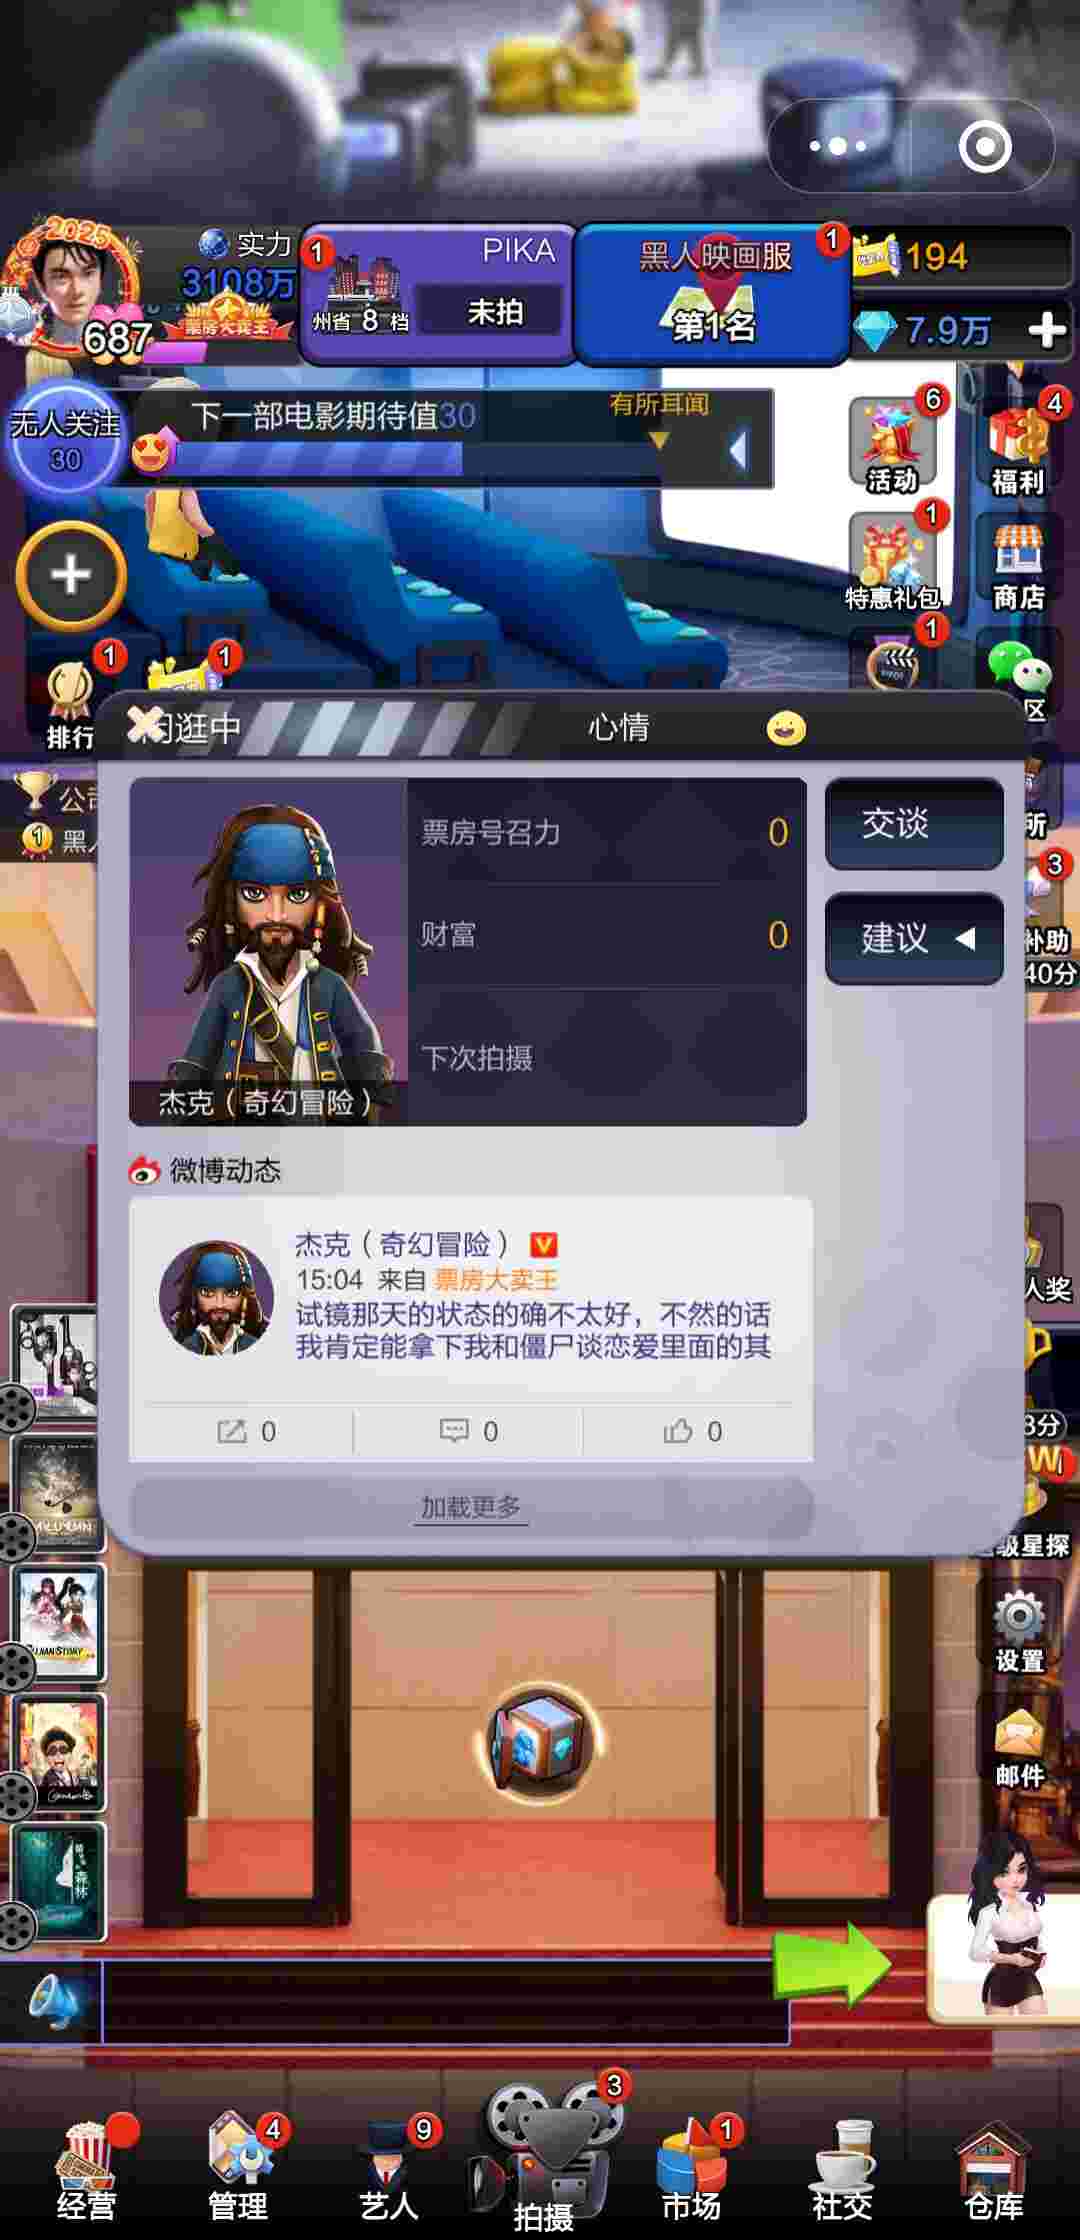 2025
实力
3108万
687
票房大卖王
1
PIKA
州省 8 档
未拍
黑人映画服
1
第1名
194
7.9万
无人关注
30
下一部电影期待值30
有所耳闻
6
活动
4
福利
1
特惠礼包
商店
1
1
1
排行
区
闲逛中
心情
公司
1
黑人
所
票房号召力
0
交谈
财富
0
建议
3
补助
40分
下次拍摄
杰克（奇幻冒险）
微博动态
杰克（奇幻冒险）
V
15:04 来自 票房大卖王
试镜那天的状态的确不太好，不然的话
我肯定能拿下我和僵尸谈恋爱里面的其
人奖
0
0
0
3分
加载更多
级星探
设置
邮件
森林
3
4
9
1
经营
管理
艺人
拍摄
市场
社交
仓库